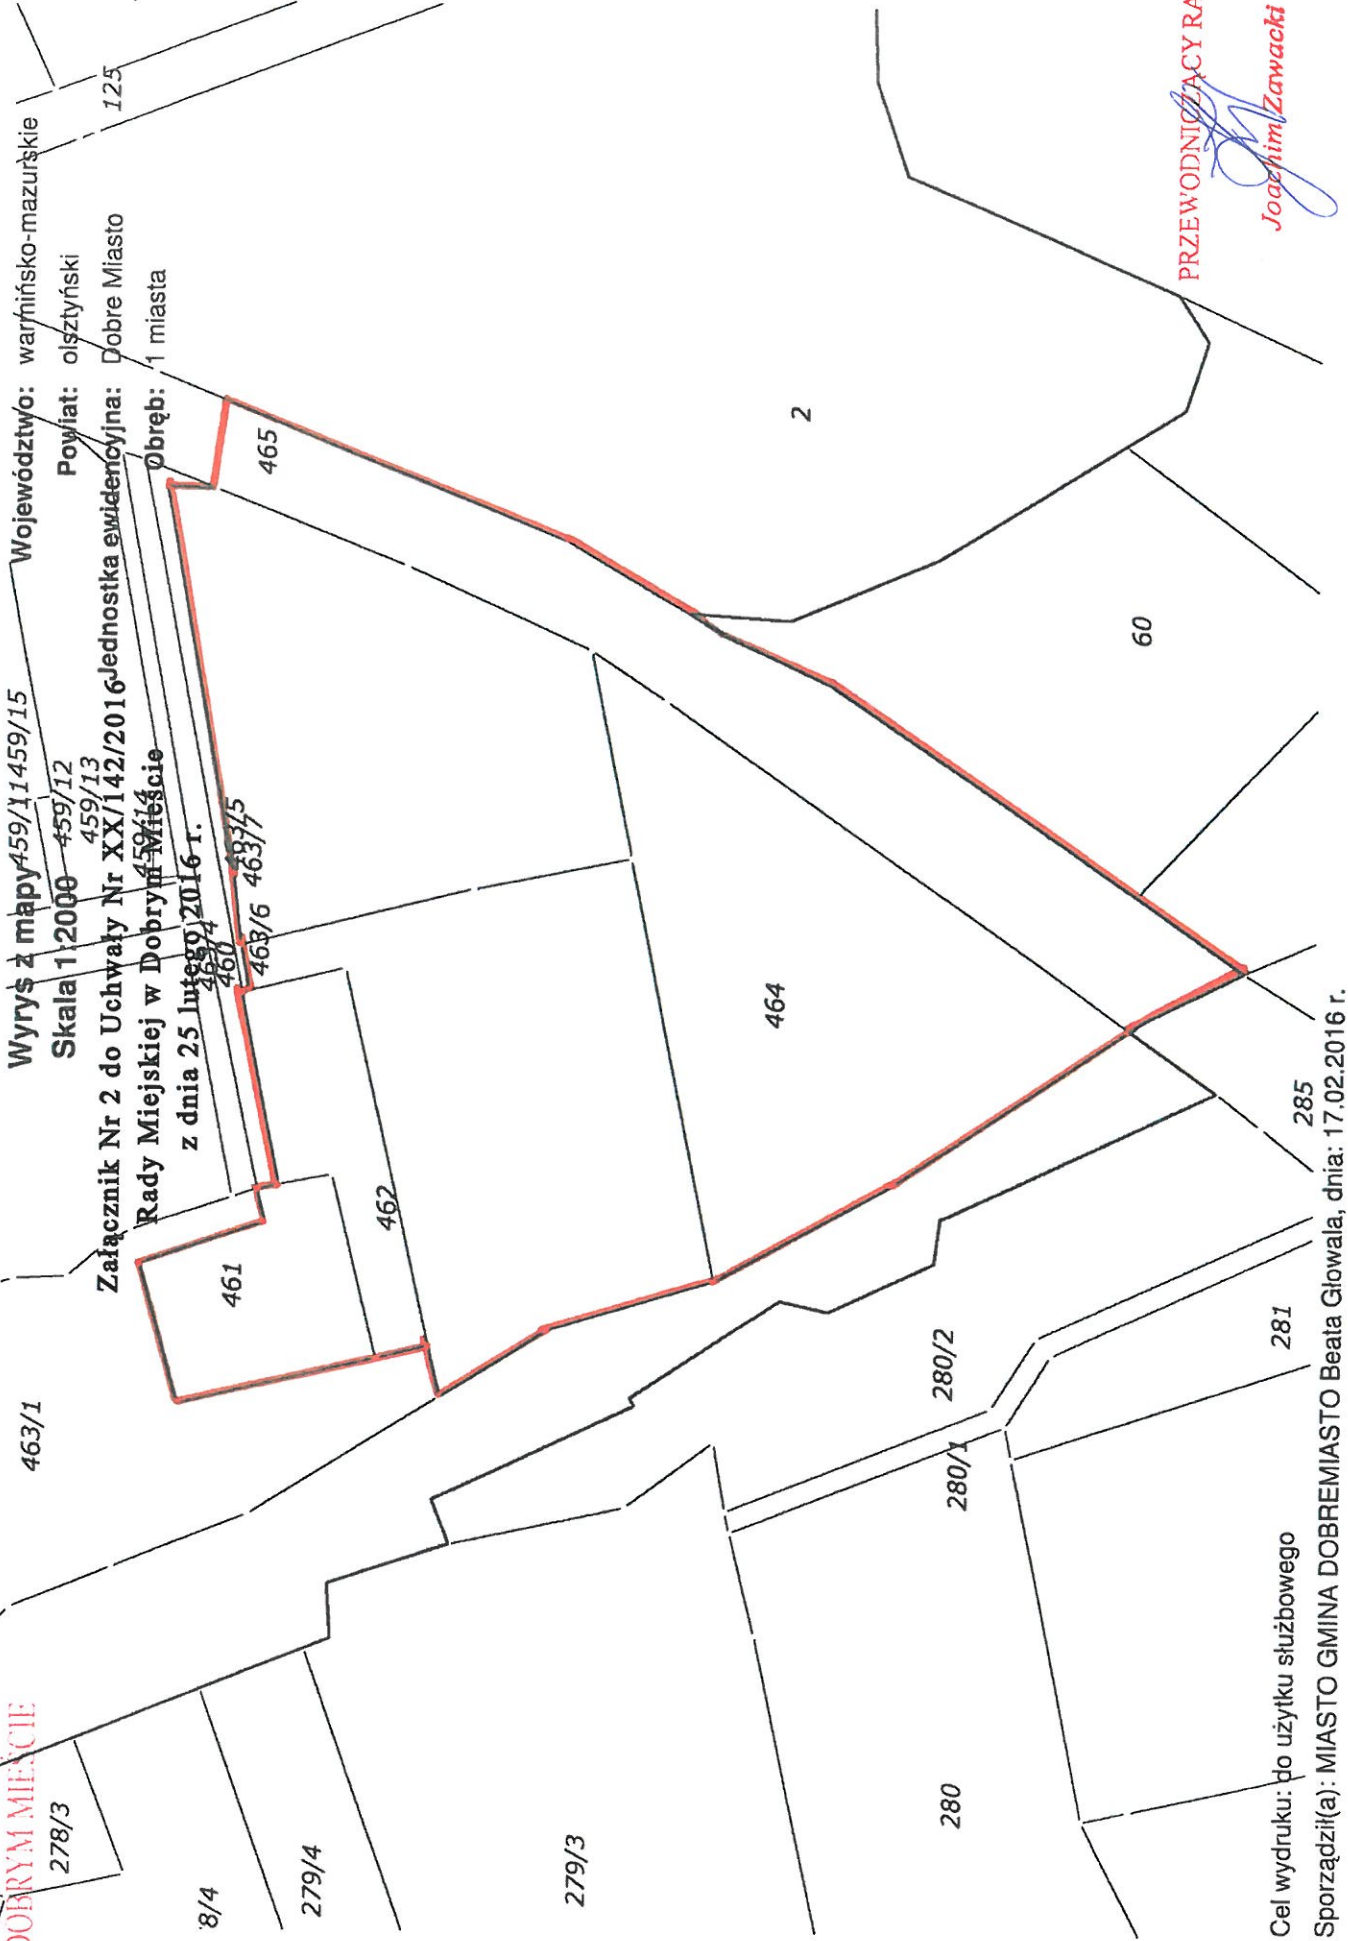 DOBRYM MIEŚCIE
Wyrys z mapy
Skala 1:2000
Województwo: warmińsko-mazurskie
Powiat: olsztyński
Jednostka ewidencyjna: Dobre Miasto
Obręb: 1 miasta
Załącznik Nr 2 do Uchwały Nr XX/142/2016
Rady Miejskiej w Dobrym Mieście
z dnia 25 lutego 2016 r.
459/11
459/15
459/12
459/13
459/14
125
463/1
463/4
460
463/6
463/5
463/7
465
461
462
464
2
60
278/3
8/4
279/4
279/3
280
280/1
280/2
281
285
PRZEWODNICZĄCY RA
Joachim Zawacki
Cel wydruku: do użytku służbowego
Sporządził(a): MIASTO GMINA DOBREMIASTO Beata Głowala, dnia: 17.02.2016 r.